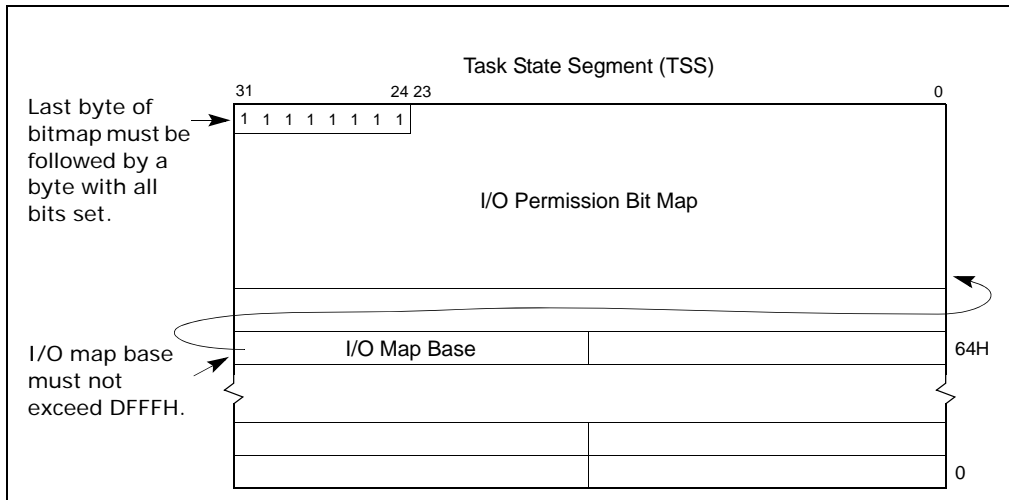 Task State Segment (TSS)
31 24 23 0
Last byte of
bitmap must be
followed by a
byte with all
bits set.
1 1 1 1 1 1 1 1
I/O Permission Bit Map
I/O map base
must not
exceed DFFFH.
I/O Map Base
64H
0